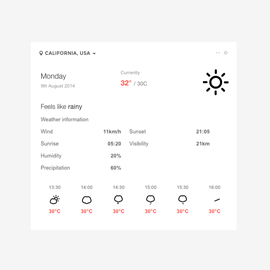 CALIFORNIA, USA
Monday
9th August 2014
Currently
32° / 30C
Feels like rainy
Weather information
Wind 11km/h Sunset 21:05
Sunrise 05:20 Visibility 21km
Humidity 20%
Precipitation 60%
13:30 14:00 14:30 15:00 15:30 16:00
30°C 30°C 30°C 30°C 30°C 30°C